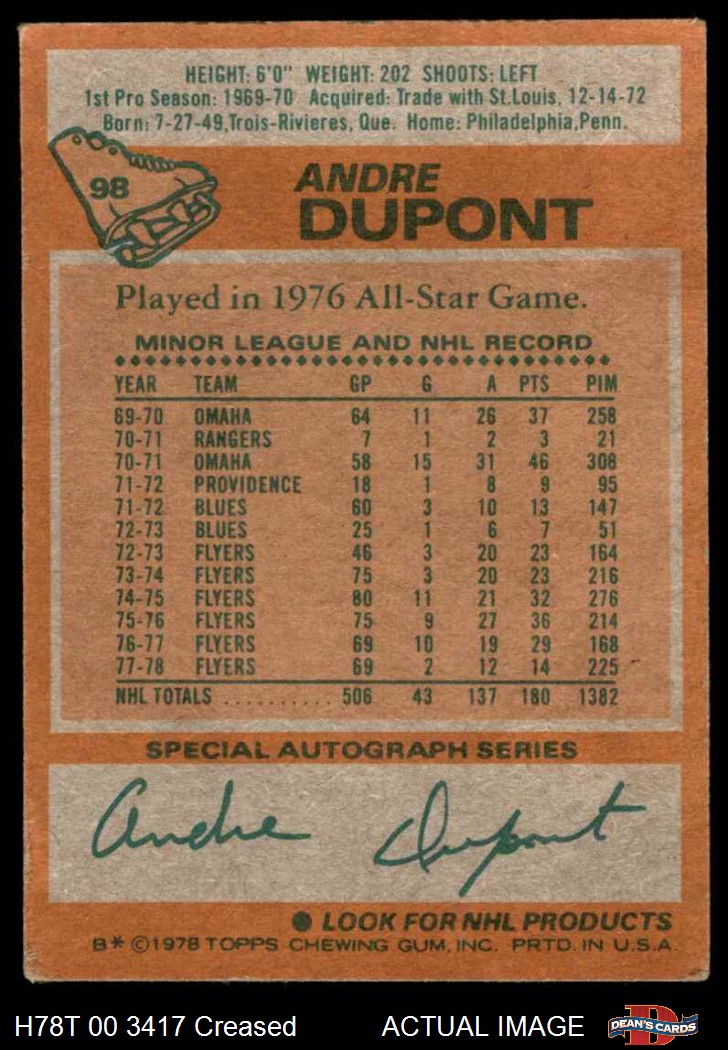 HEIGHT: 6'0" WEIGHT: 202 SHOOTS: LEFT
1st Pro Season: 1969-70 Acquired: Trade with St.Louis, 12-14-72
Born: 7-27-49, Trois-Rivieres, Que. Home: Philadelphia, Penn.
98
ANDRE
DUPONT
Played in 1976 All-Star Game.
MINOR LEAGUE AND NHL RECORD
YEAR TEAM GP G A PTS PIM
69-70 OMAHA 64 11 26 37 258
70-71 RANGERS 7 1 2 3 21
70-71 OMAHA 58 15 31 46 308
71-72 PROVIDENCE 18 1 8 9 95
71-72 BLUES 60 3 10 13 147
72-73 BLUES 25 1 6 7 51
72-73 FLYERS 46 3 20 23 164
73-74 FLYERS 75 3 20 23 216
74-75 FLYERS 80 11 21 32 276
75-76 FLYERS 75 9 27 36 214
76-77 FLYERS 69 10 19 29 168
77-78 FLYERS 69 2 12 14 225
NHL TOTALS .......... 506 43 137 180 1382
SPECIAL AUTOGRAPH SERIES
Andre Dupont
● LOOK FOR NHL PRODUCTS
B* ©1978 TOPPS CHEWING GUM, INC. PRTD. IN U.S.A.
H78T 00 3417 Creased ACTUAL IMAGE
D
DEAN'S CARDS